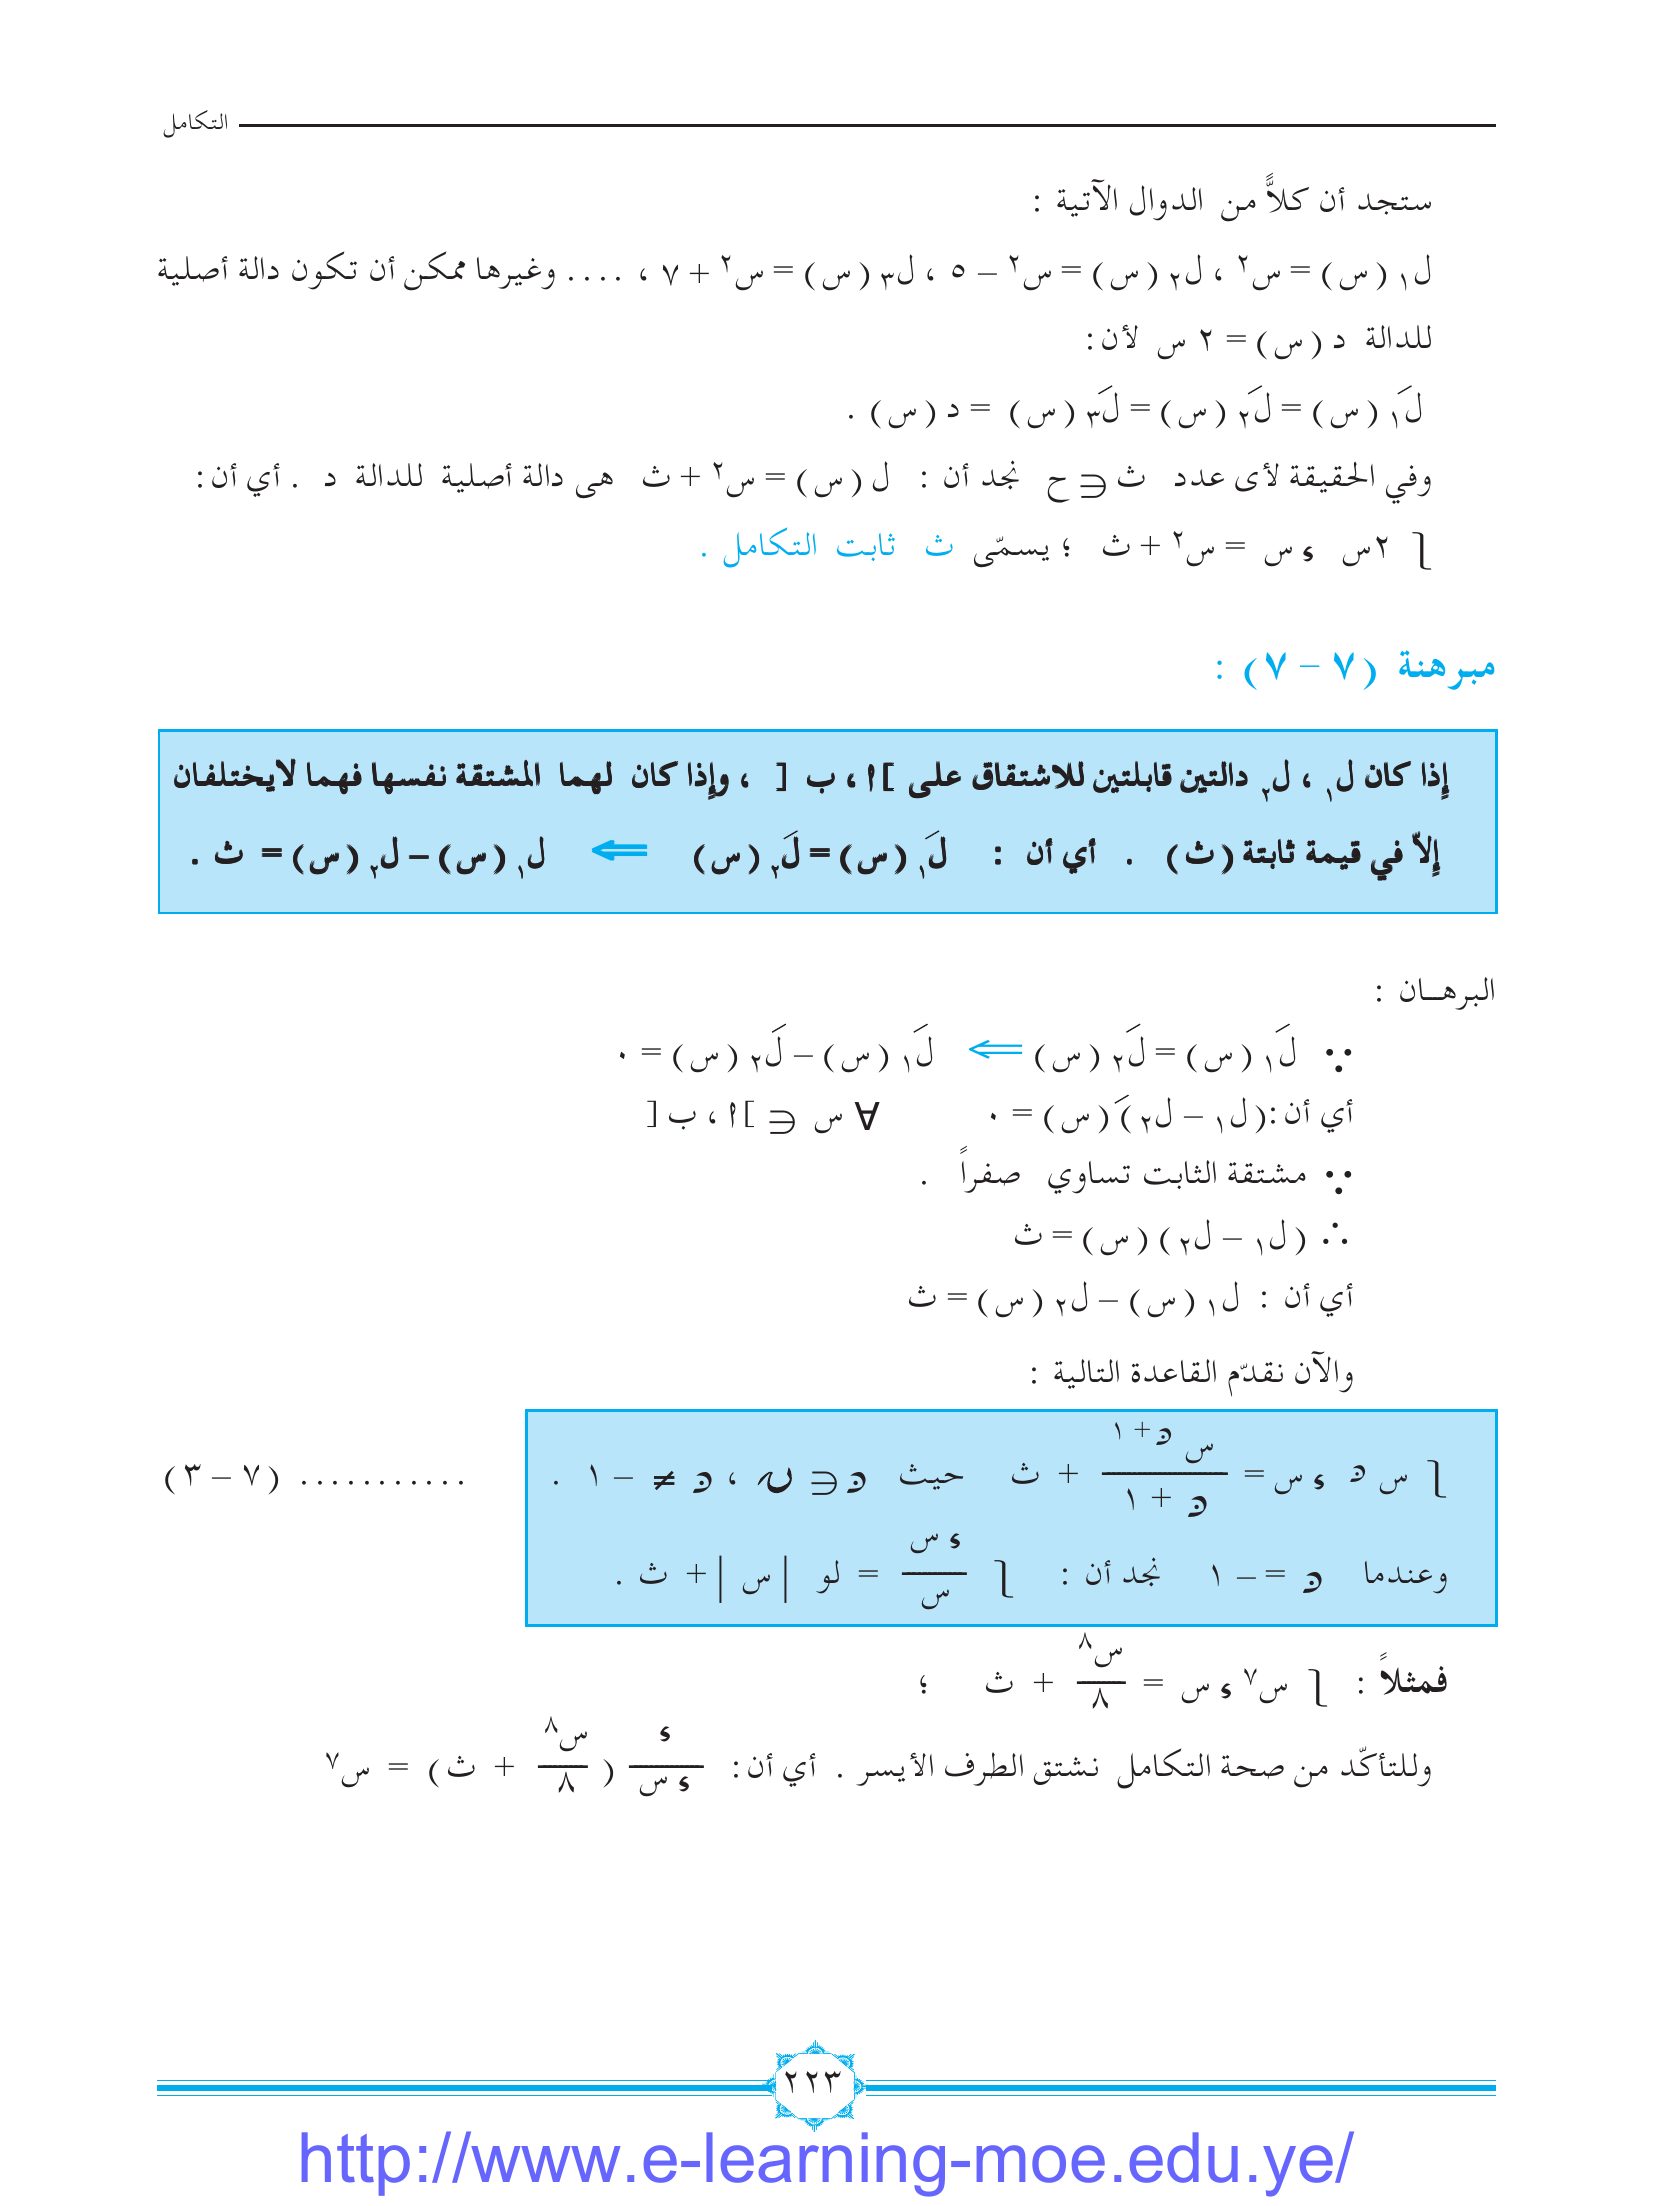 التكامل
ستجد أن كلاًّ من الدوال الآتية :
ل١ (س) = س٢ ، ل٢ (س) = س٢ – ٥ ، ل٣ (س) = س٢ + ٧ ، .... وغيرها ممكن أن تكون دالة أصلية
للدالة د (س) = ٢ س لأن:
لَ١ (س) = لَ٢ (س) = لَ٣ (س) = د (س) .
وفي الحقيقة لأى عدد ث ∈ ح نجد أن : ل (س) = س٢ + ث هى دالة أصلية للدالة د . أي أن:
∫ ٢س ء س = س٢ + ث ؛ يسمّى ث ثابت التكامل .
مبرهنة (٧ – ٧) :
إذا كان ل١ ، ل٢ دالتين قابلتين للاشتقاق على ]أ ، ب [ ، وإذا كان لهما المشتقة نفسها فهما لايختلفان
إلاّ في قيمة ثابتة (ث) . أي أن : لَ١ (س) = لَ٢ (س) ⇐ ل١ (س) – ل٢ (س) = ث .
البرهـان :
∵ لَ١ (س) = لَ٢ (س) ⇐ لَ١ (س) – لَ٢ (س) = ٠
أي أن:(ل١ – ل٢)َ (س) = ٠ ∀ س ∈ ]أ ، ب [
∵ مشتقة الثابت تساوي صفراً .
∴ (ل١ – ل٢) (س) = ث
أي أن : ل١ (س) – ل٢ (س) = ث
والآن نقدّم القاعدة التالية :
∫ س ن ء س = س ن+١ / ن + ١ + ث حيث ن ∈ ن ، ن ≠ – ١ . ........... (٧ – ٣)
وعندما ن = – ١ نجد أن : ∫ ء س / س = لو | س | + ث .
فمثلاً : ∫ س٧ ء س = س٨ / ٨ + ث ؛
وللتأكّد من صحة التكامل نشتق الطرف الأيسر . أي أن: ء / ء س ( س٨ / ٨ + ث ) = س٧
٢٢٣
http://www.e-learning-moe.edu.ye/